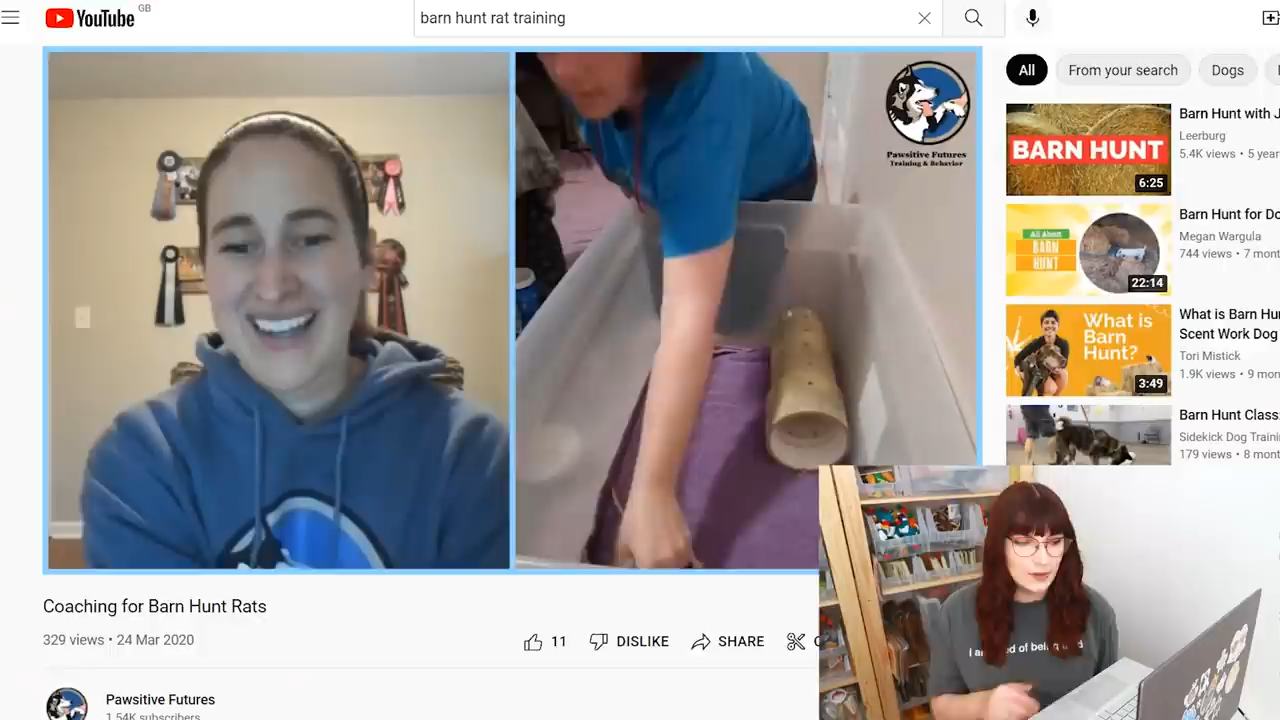 YouTube GB
barn hunt rat training
Pawsitive Futures
Training & Behavior
All
From your search
Dogs
BARN HUNT
6:25
Barn Hunt with J
Leerburg
5.4K views • 5 year
All About
BARN
HUNT
22:14
Barn Hunt for Do
Megan Wargula
744 views • 7 mont
What is
Barn
Hunt?
3:49
What is Barn Hun
Scent Work Dog
Tori Mistick
1.9K views • 9 mon
Barn Hunt Class
Sidekick Dog Traini
179 views • 8 mont
Coaching for Barn Hunt Rats
329 views • 24 Mar 2020
11
DISLIKE
SHARE
Pawsitive Futures
1.54K subscribers